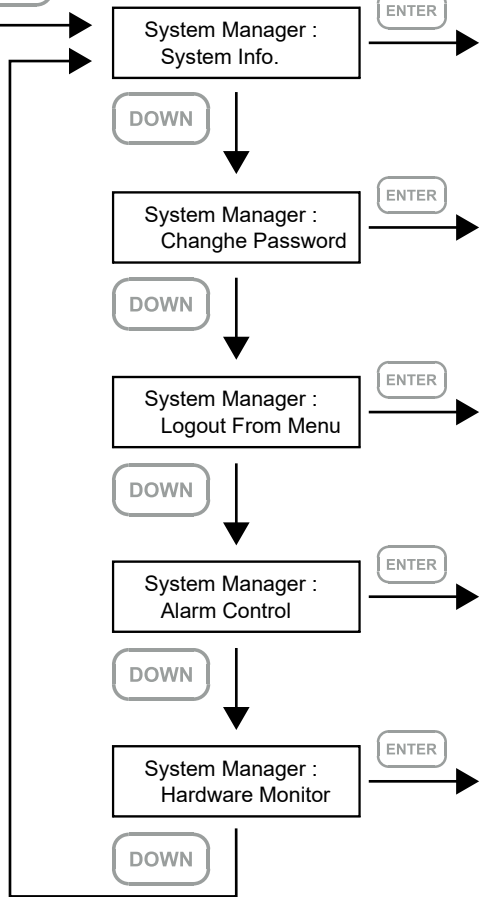 ENTER
System Manager :
System Info.
DOWN
ENTER
System Manager :
Changhe Password
DOWN
ENTER
System Manager :
Logout From Menu
DOWN
ENTER
System Manager :
Alarm Control
DOWN
ENTER
System Manager :
Hardware Monitor
DOWN